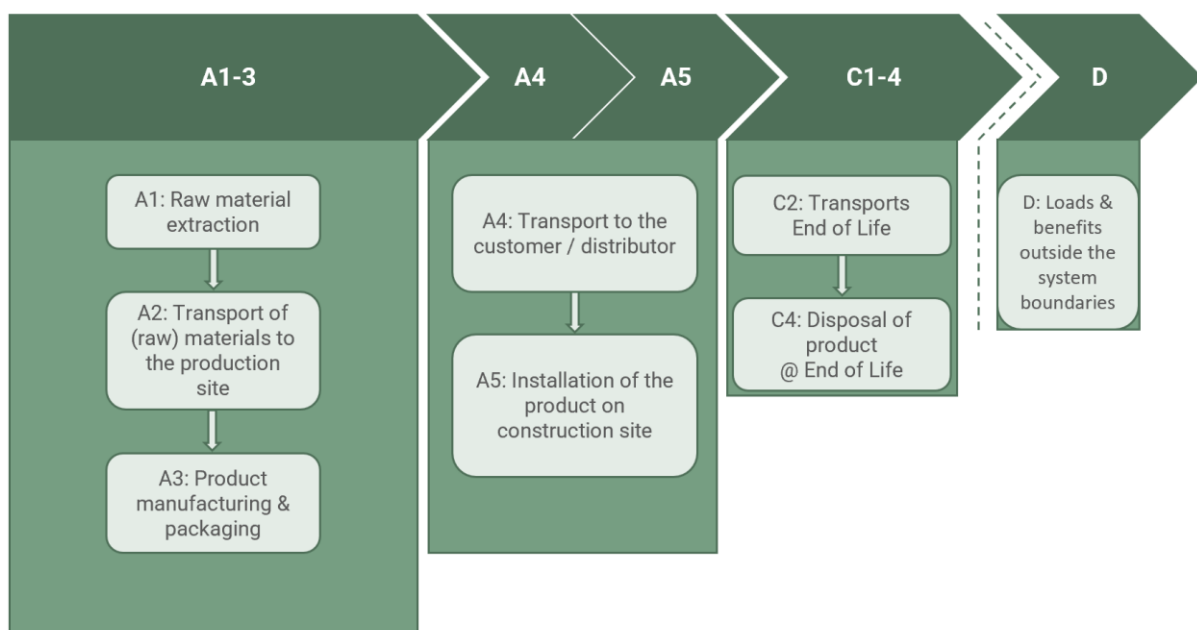 A1-3
A4
A5
C1-4
D
A1: Raw material
extraction
A2: Transport of
(raw) materials to
the production
site
A3: Product
manufacturing &
packaging
A4: Transport to the
customer / distributor
A5: Installation of the
product on
construction site
C2: Transports
End of Life
C4: Disposal of
product
@ End of Life
D: Loads &
benefits
outside the
system
boundaries